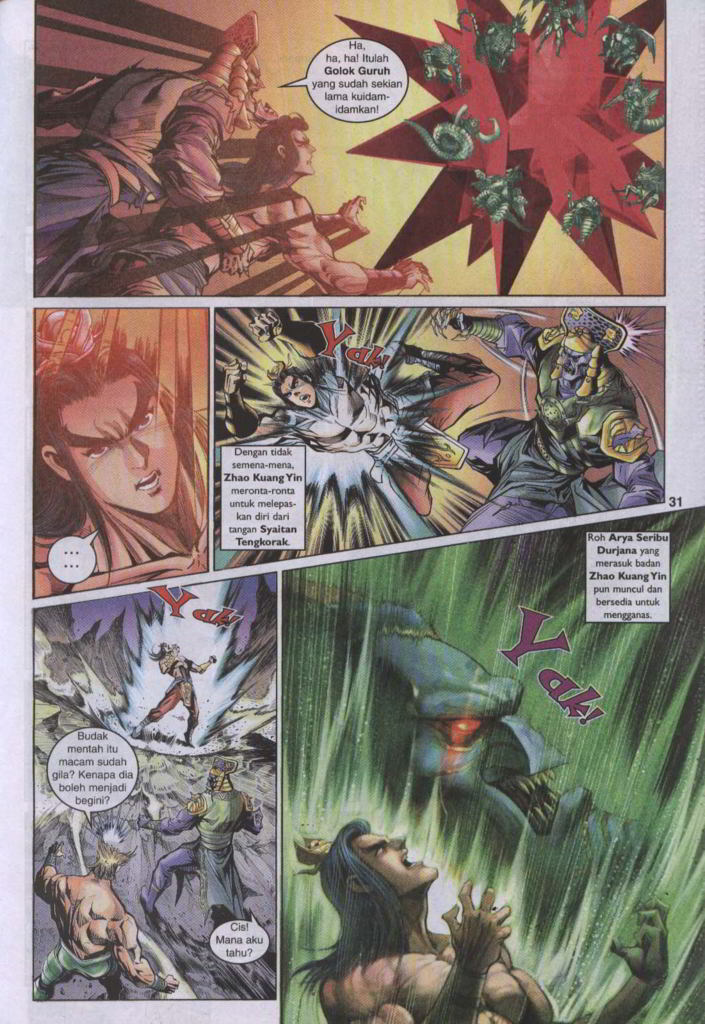 Ha,
ha, ha! Itulah
Golok Guruh
yang sudah sekian
lama kuidam-
idamkan!
...
...
Yak!
Dengan tidak
semena-mena,
Zhao Kuang Yin
meronta-ronta
untuk melepas-
kan diri dari
tangan Syaitan
Tengkorak.
31
Roh Arya Seribu
Durjana yang
merasuk badan
Zhao Kuang Yin
pun muncul dan
bersedia untuk
mengganas.
Yak!
Budak
mentah itu
macam sudah
gila? Kenapa dia
boleh menjadi
begini?
Cis!
Mana aku
tahu?
Yak!